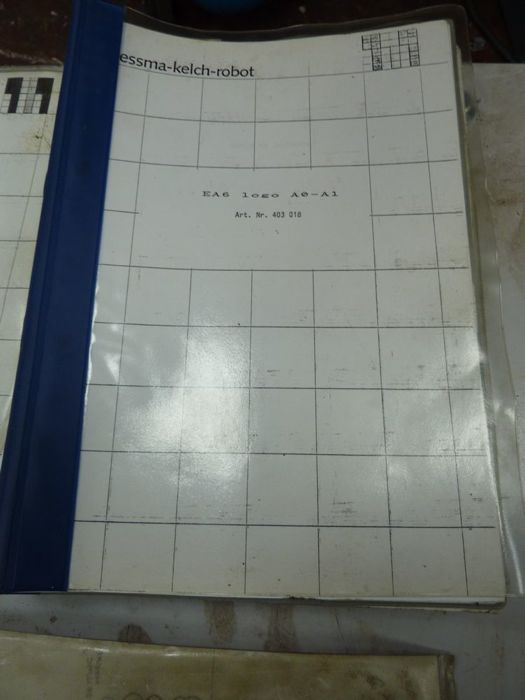 essma-kelch-robot
EA6 logo A0-A1
Art. Nr. 403 018